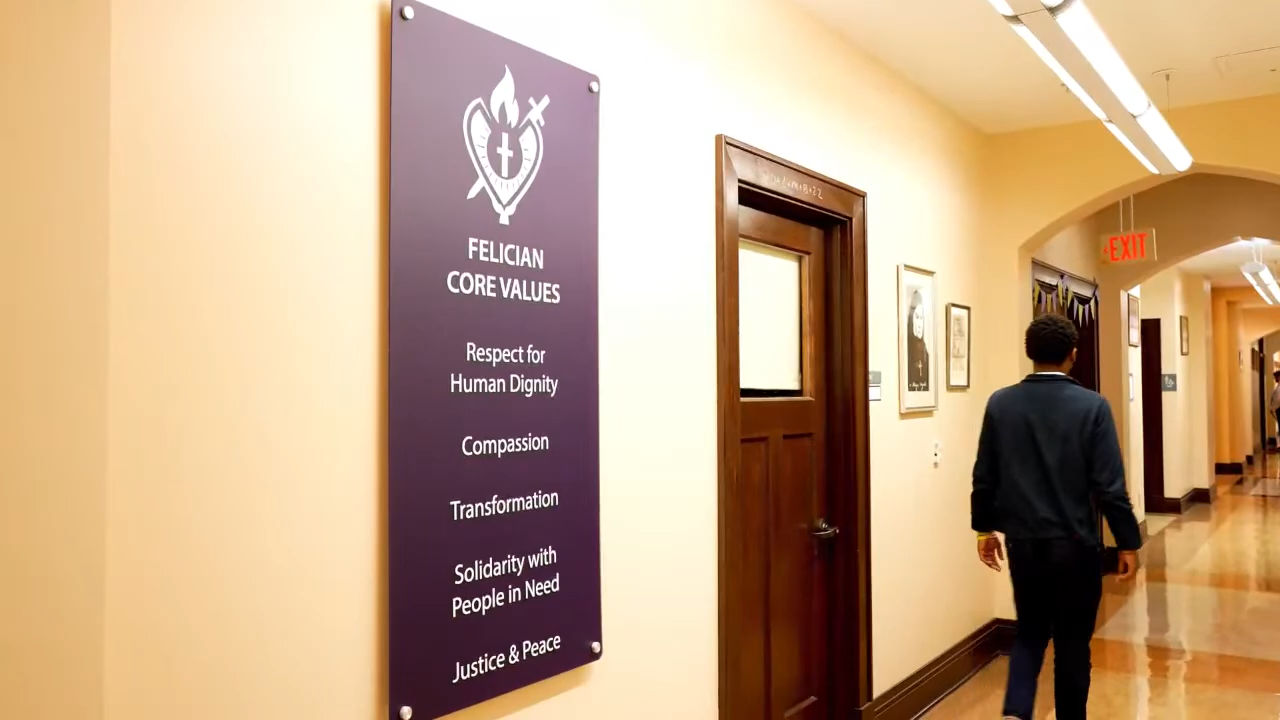 FELICIAN
CORE VALUES
Respect for
Human Dignity
Compassion
Transformation
Solidarity with
People in Need
Justice & Peace
EXIT